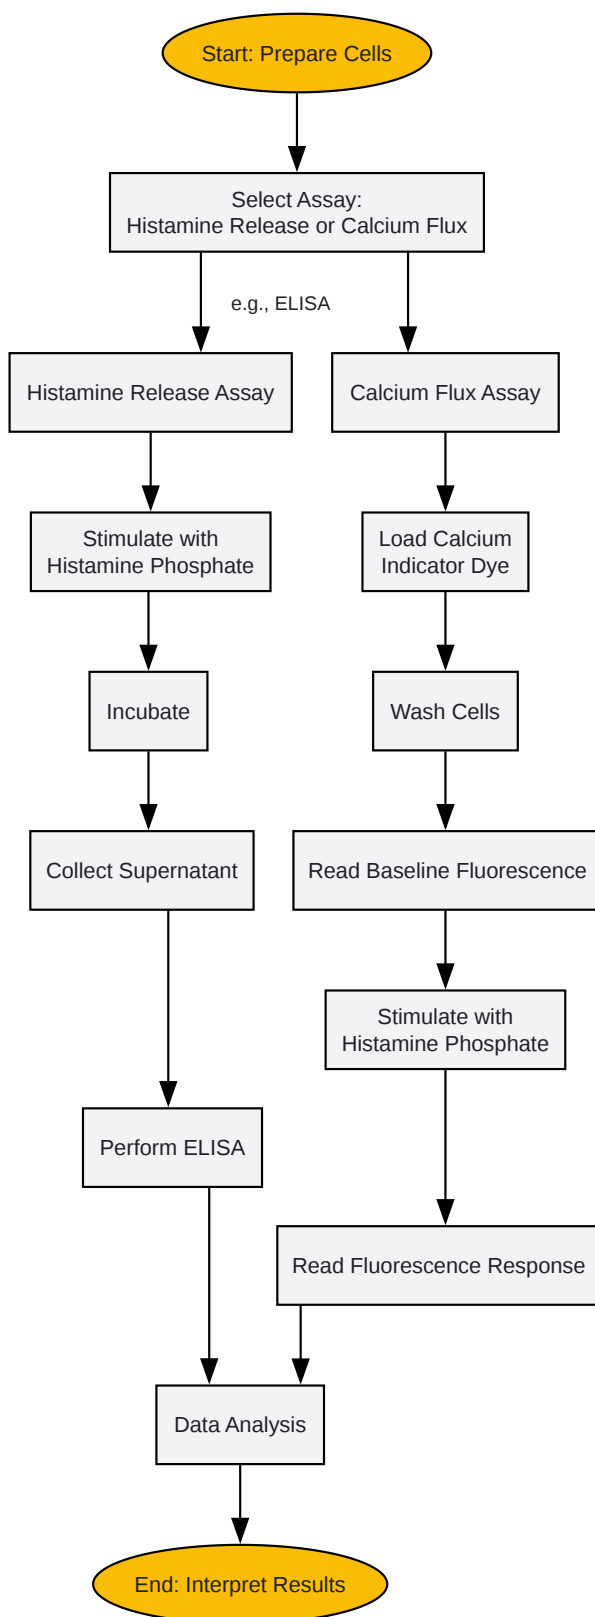 Start: Prepare Cells
Select Assay:
Histamine Release or Calcium Flux
e.g., ELISA
Histamine Release Assay
Calcium Flux Assay
Stimulate with
Histamine Phosphate
Load Calcium
Indicator Dye
Incubate
Wash Cells
Collect Supernatant
Read Baseline Fluorescence
Stimulate with
Histamine Phosphate
Perform ELISA
Read Fluorescence Response
Data Analysis
End: Interpret Results